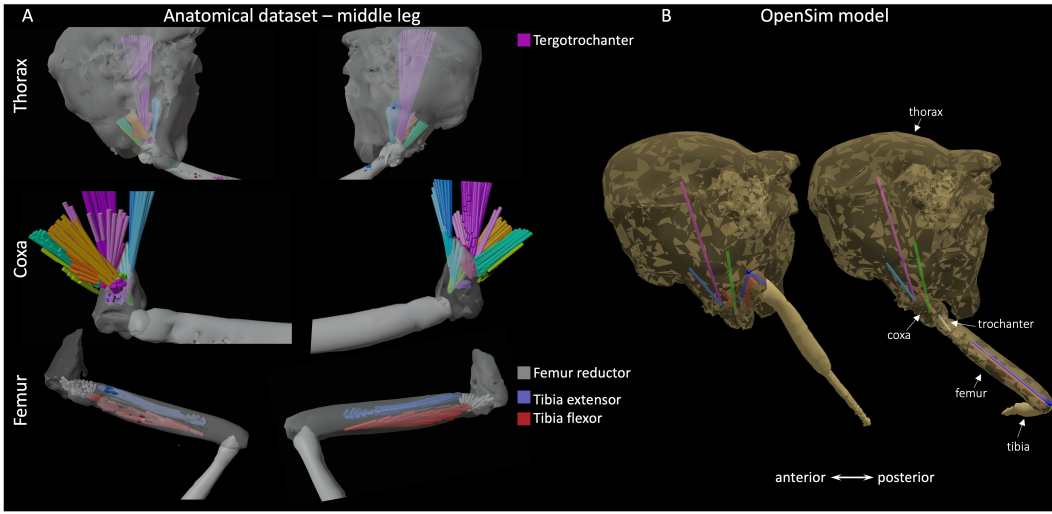 A
Anatomical dataset – middle leg
Thorax
Tergotrochanter
Coxa
Femur
Femur reductor
Tibia extensor
Tibia flexor
B
OpenSim model
thorax
coxa
trochanter
femur
tibia
anterior
posterior